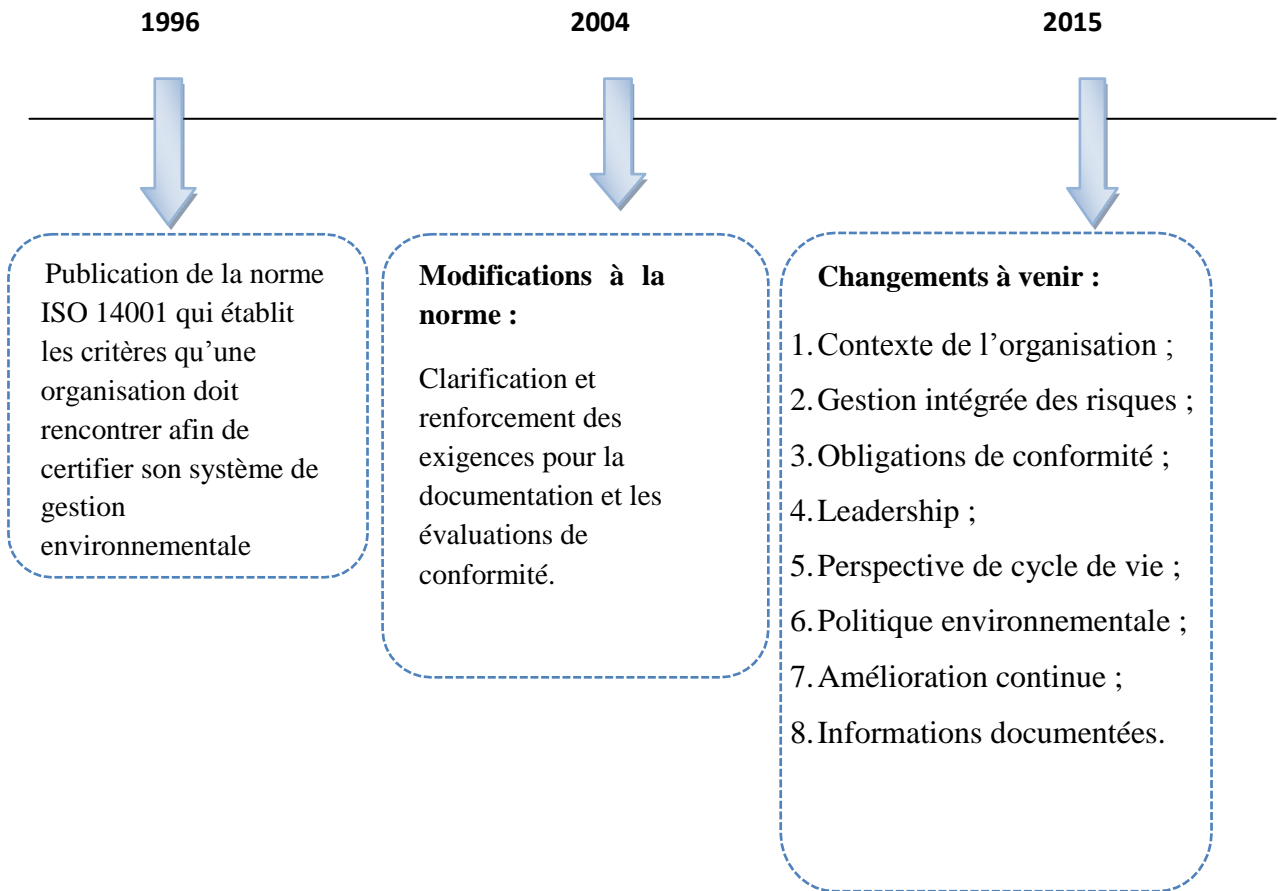 1996
2004
2015
Publication de la norme
ISO 14001 qui établit
les critères qu’une
organisation doit
rencontrer afin de
certifier son système de
gestion
environnementale
Modifications à la
norme :
Clarification et
renforcement des
exigences pour la
documentation et les
évaluations de
conformité.
Changements à venir :
1. Contexte de l’organisation ;
2. Gestion intégrée des risques ;
3. Obligations de conformité ;
4. Leadership ;
5. Perspective de cycle de vie ;
6. Politique environnementale ;
7. Amélioration continue ;
8. Informations documentées.